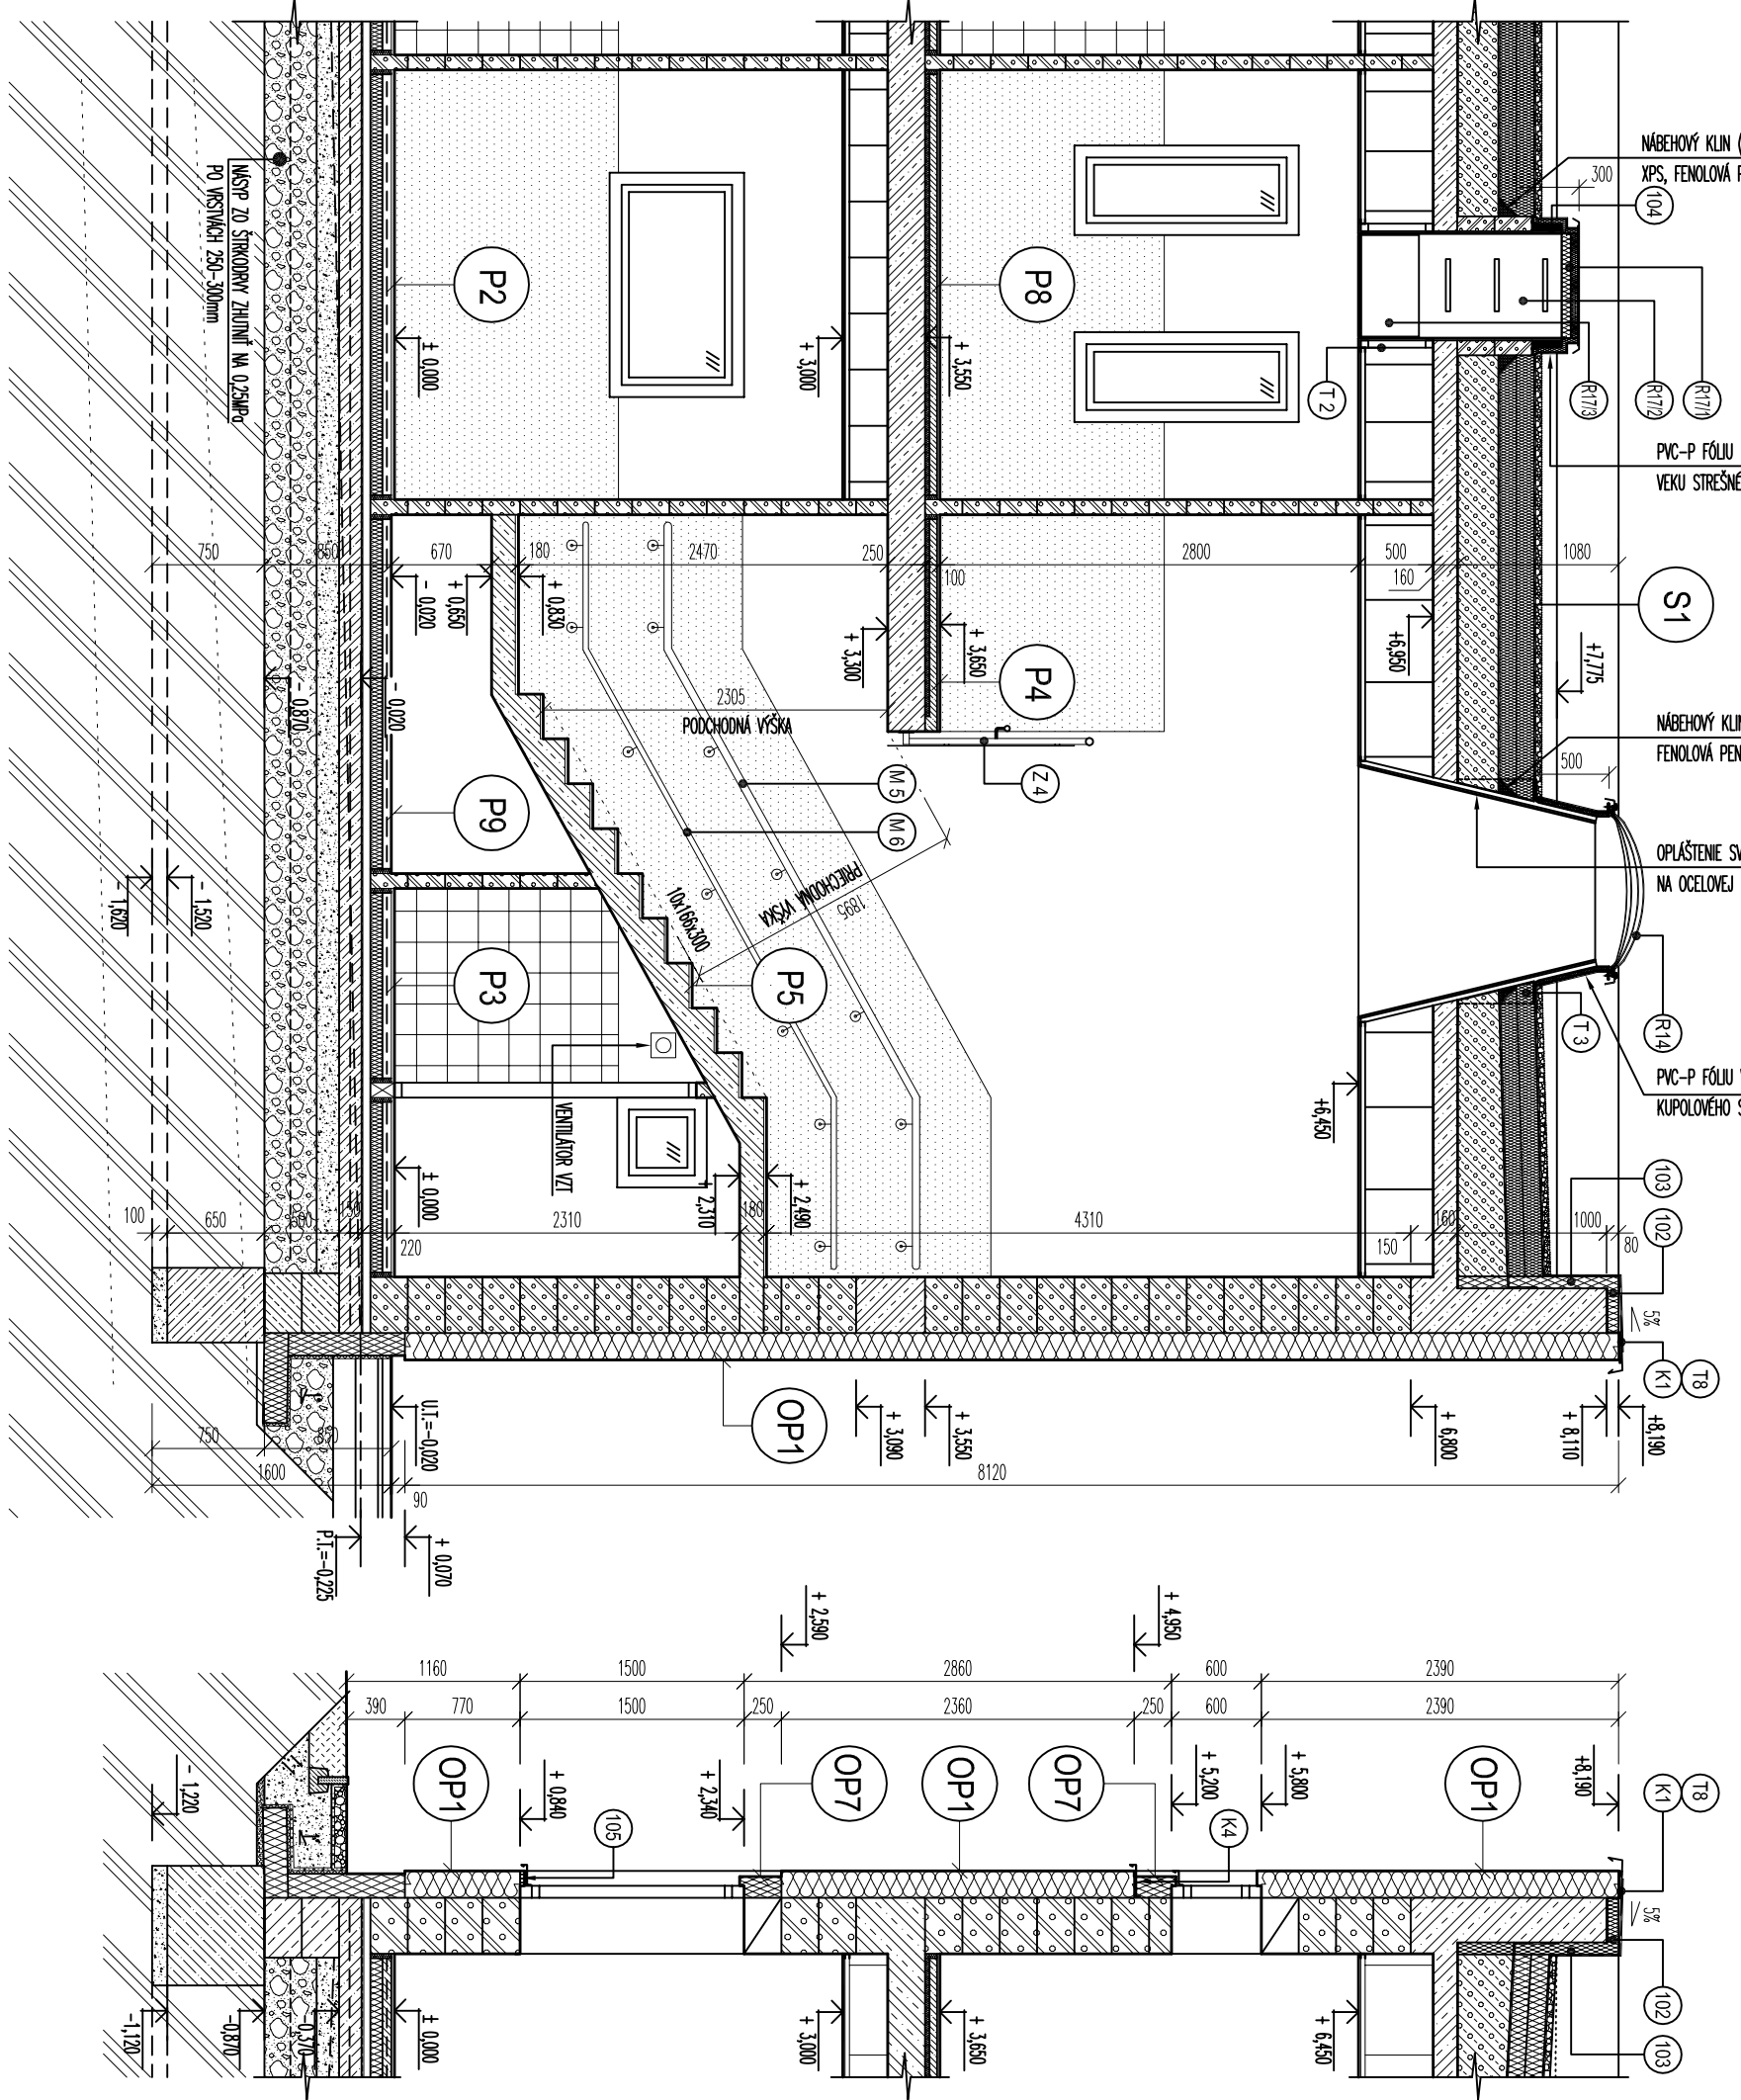 NÁBEHOVÝ KLIN (
XPS, FENOLOVÁ
300
104
R17/1
R17/2
R17/3
T2
PVC-P FÓLIU
VEKU STREŠNÉ
P2
P8
± 0,000
+ 3,000
+ 3,550
NÁSYP ZO ŠTRKODRVY ZHUTNIŤ NA 0,25MPa
PO VRSTVÁCH 250-300mm
750
850
670
180
2470
250
100
2800
500
160
1080
S1
- 0,020
+ 0,650
+ 0,830
+ 3,300
+ 3,650
+6,950
+7,775
P4
- 0,870
- 0,020
2305
PODCHODNÁ VÝŠKA
Z4
M5
M6
NÁBEHOVÝ KLIN
FENOLOVÁ PEN
500
P9
PRIECHODNÁ VÝŠKA
1895
10x166x300
OPLÁŠTENIE SV
NA OCELOVEJ
- 1,620
- 1,520
P3
P5
R14
T3
PVC-P FÓLIU
KUPOLOVÉHO S
VENTILÁTOR VZT
+6,450
± 0,000
+ 2,310
+ 2,490
103
102
100
650
500
150
220
2310
180
4310
150
160
1000
80
5%
K1
T8
OP1
U.T.=-0,020
+ 3,090
+ 3,550
+ 6,800
+ 8,110
+8,190
750
850
1600
90
8120
P.T.=-0,225
+ 0,070
+ 2,590
+ 4,950
1160
1500
2860
600
2390
390
770
1500
250
2360
250
600
2390
OP1
OP7
OP1
OP7
OP1
- 1,220
+ 0,840
+ 2,340
+ 5,200
+ 5,800
+8,190
K1
T8
105
K4
5%
102
103
-1,120
-0,870
-0,370
± 0,000
+ 3,000
+ 3,650
+ 6,450